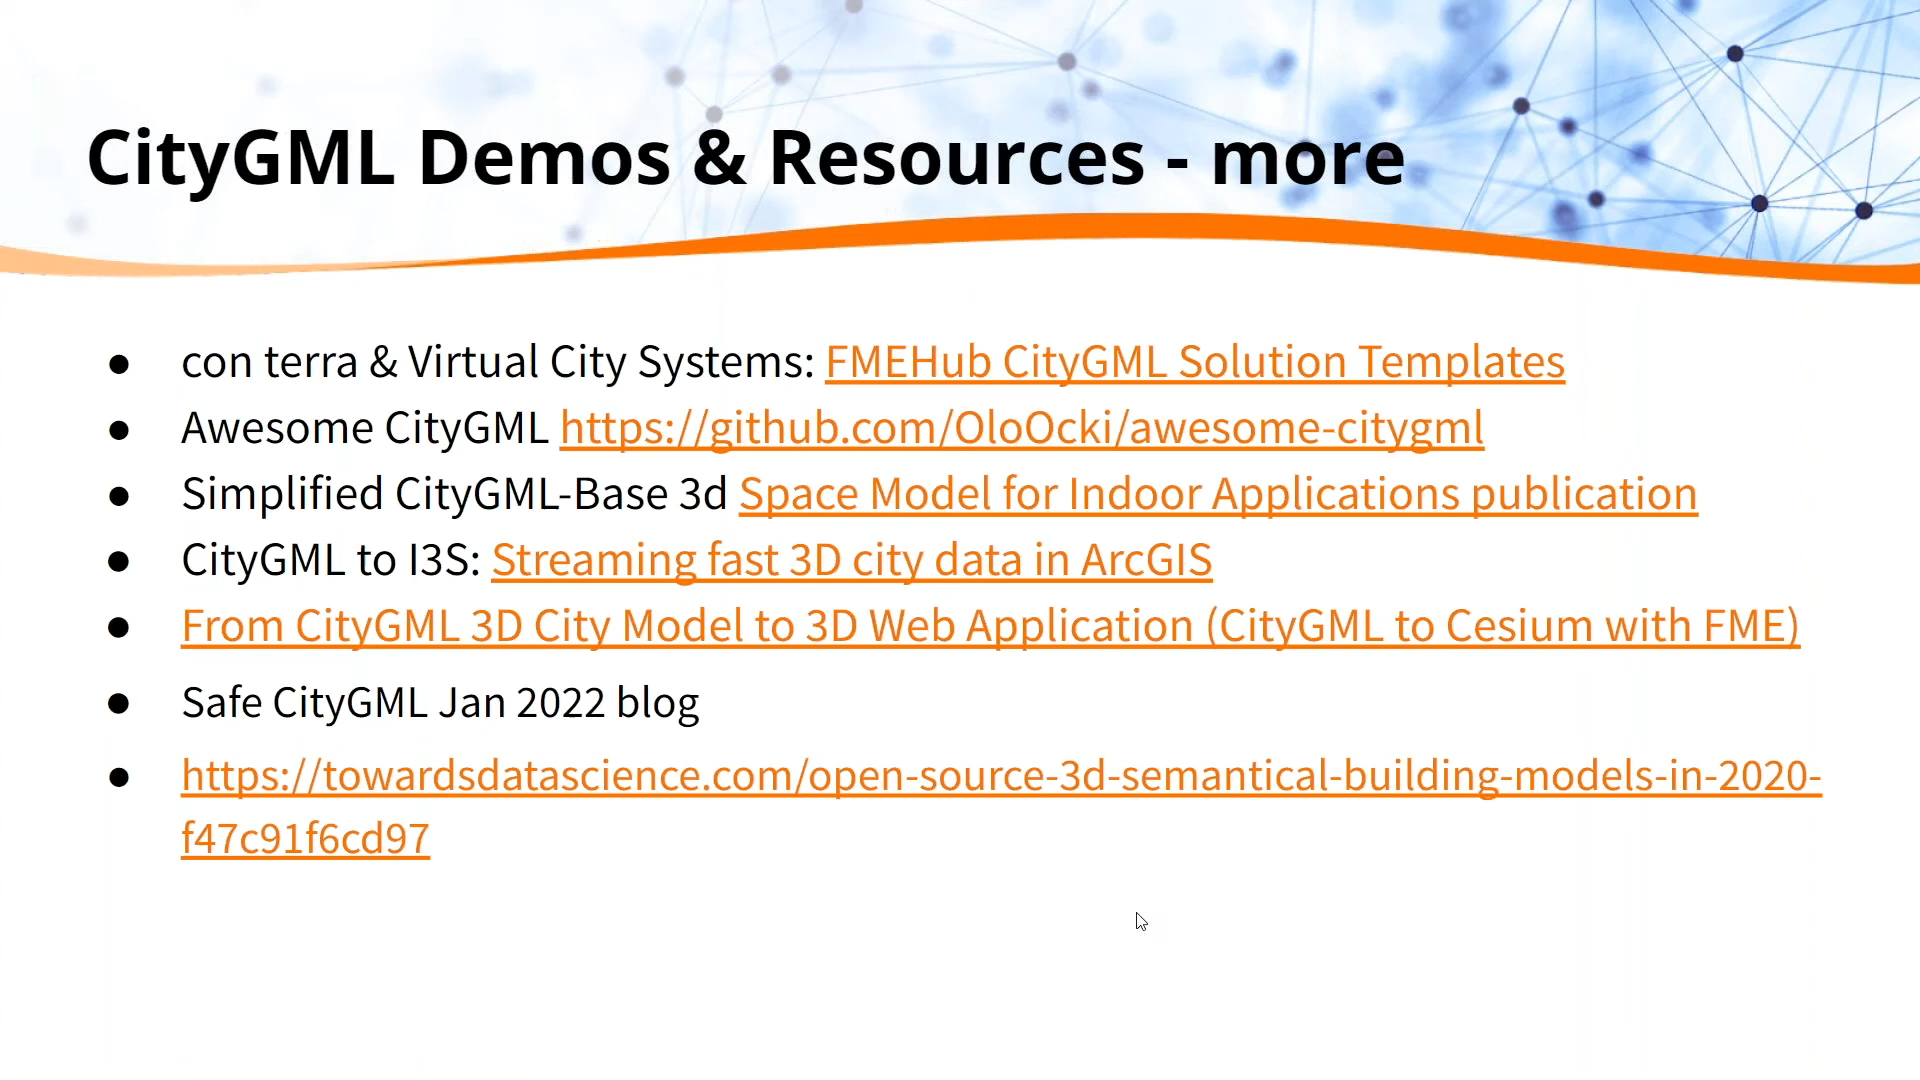 CityGML Demos & Resources - more
● con terra & Virtual City Systems: FMEHub CityGML Solution Templates
● Awesome CityGML https://github.com/OloOcki/awesome-citygml
● Simplified CityGML-Base 3d Space Model for Indoor Applications publication
● CityGML to I3S: Streaming fast 3D city data in ArcGIS
● From CityGML 3D City Model to 3D Web Application (CityGML to Cesium with FME)
● Safe CityGML Jan 2022 blog
● https://towardsdatascience.com/open-source-3d-semantical-building-models-in-2020-
f47c91f6cd97